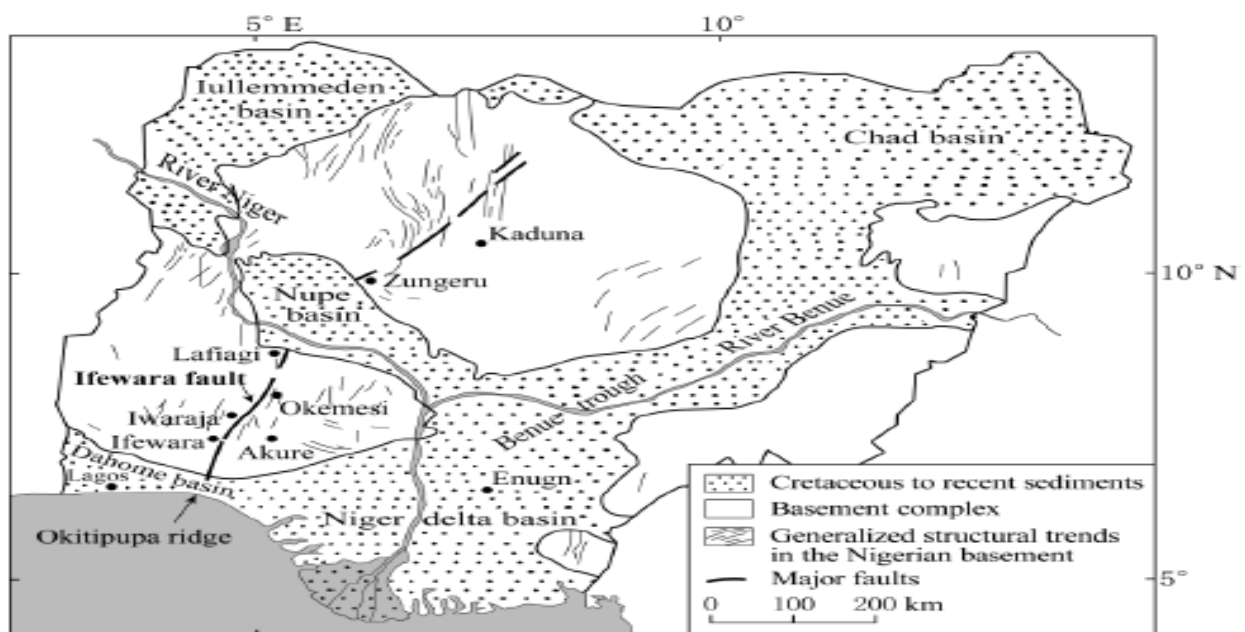 5° E
10°
Iullemmeden
basin
Chad basin
River Niger
Kaduna
10° N
Zungeru
Nupe
basin
River Benue
Lafiagi
Ifewara fault
Okemesi
Benue trough
Iwaraja
Ifewara
Akure
Dahome basin
Lagos
Enugn
Niger delta basin
Okitipupa ridge
Cretaceous to recent sediments
Basement complex
Generalized structural trends
in the Nigerian basement
Major faults
5°
0 100 200 km